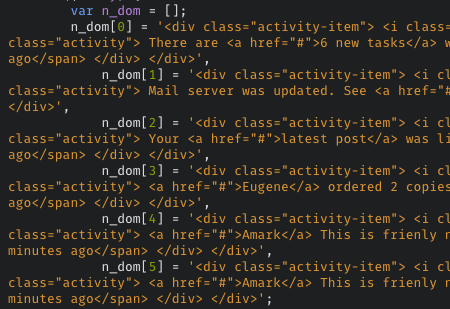 var n_dom = [];
n_dom[0] = '<div class="activity-item"> <i cl
class="activity"> There are <a href="#">6 new tasks</a> w
ago</span> </div> </div>',
n_dom[1] = '<div class="activity-item"> <i cl
class="activity"> Mail server was updated. See <a href="#
</div>',
n_dom[2] = '<div class="activity-item"> <i cl
class="activity"> Your <a href="#">latest post</a> was li
ago</span> </div> </div>',
n_dom[3] = '<div class="activity-item"> <i cl
class="activity"> <a href="#">Eugene</a> ordered 2 copies
ago</span> </div> </div>',
n_dom[4] = '<div class="activity-item"> <i cl
class="activity"> <a href="#">Amark</a> This is frienly n
minutes ago</span> </div> </div>',
n_dom[5] = '<div class="activity-item"> <i cl
class="activity"> <a href="#">Amark</a> This is frienly n
minutes ago</span> </div> </div>';